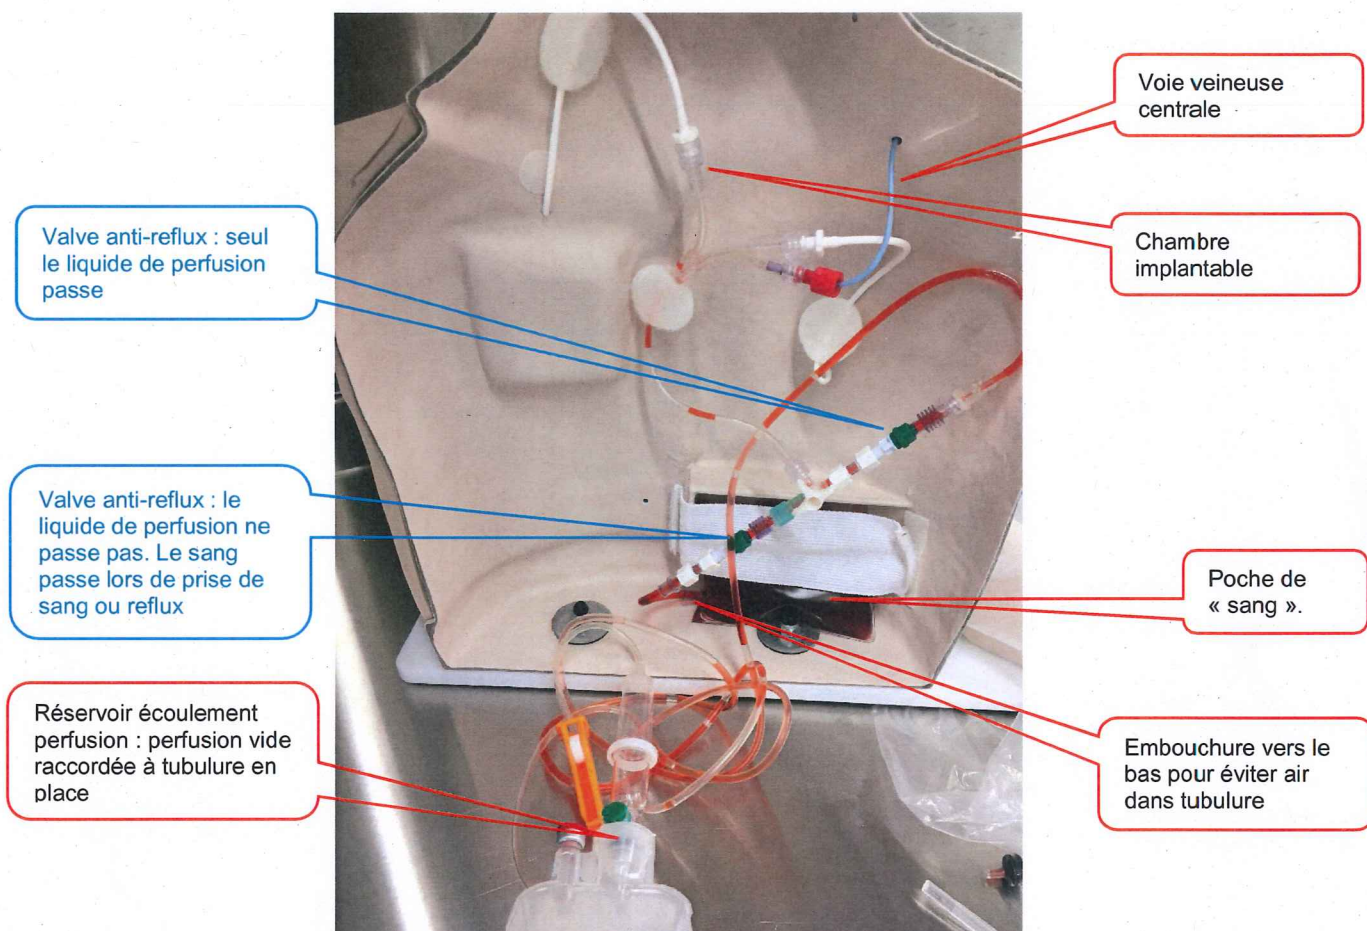 Voie veineuse
centrale
Valve anti-reflux : seul
le liquide de perfusion
passe
Chambre
implantable
Valve anti-reflux : le
liquide de perfusion ne
passe pas. Le sang
passe lors de prise de
sang ou reflux
Poche de
« sang ».
Réservoir écoulement
perfusion : perfusion vide
raccordée à tubulure en
place
Embouchure vers le
bas pour éviter air
dans tubulure